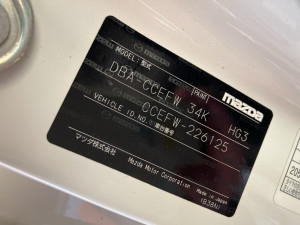 mazda
MODEL: 型式 [PAINT]
DBA-CCEFW 34K HG3
CCEFW-226125
VEHICLE ID.NO.: 車台番号
マツダ株式会社
Mazda Motor Corporation
Made in Japan